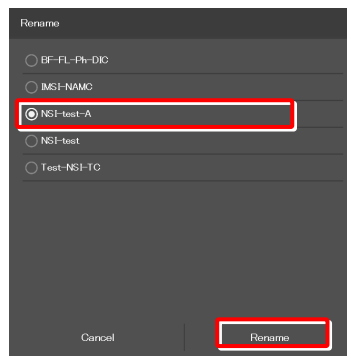 Rename
BF-FL-Ph-DIC
IMSI-NAMC
NSI-test-A
NSI-test
Test-NSI-TC
Cancel
Rename